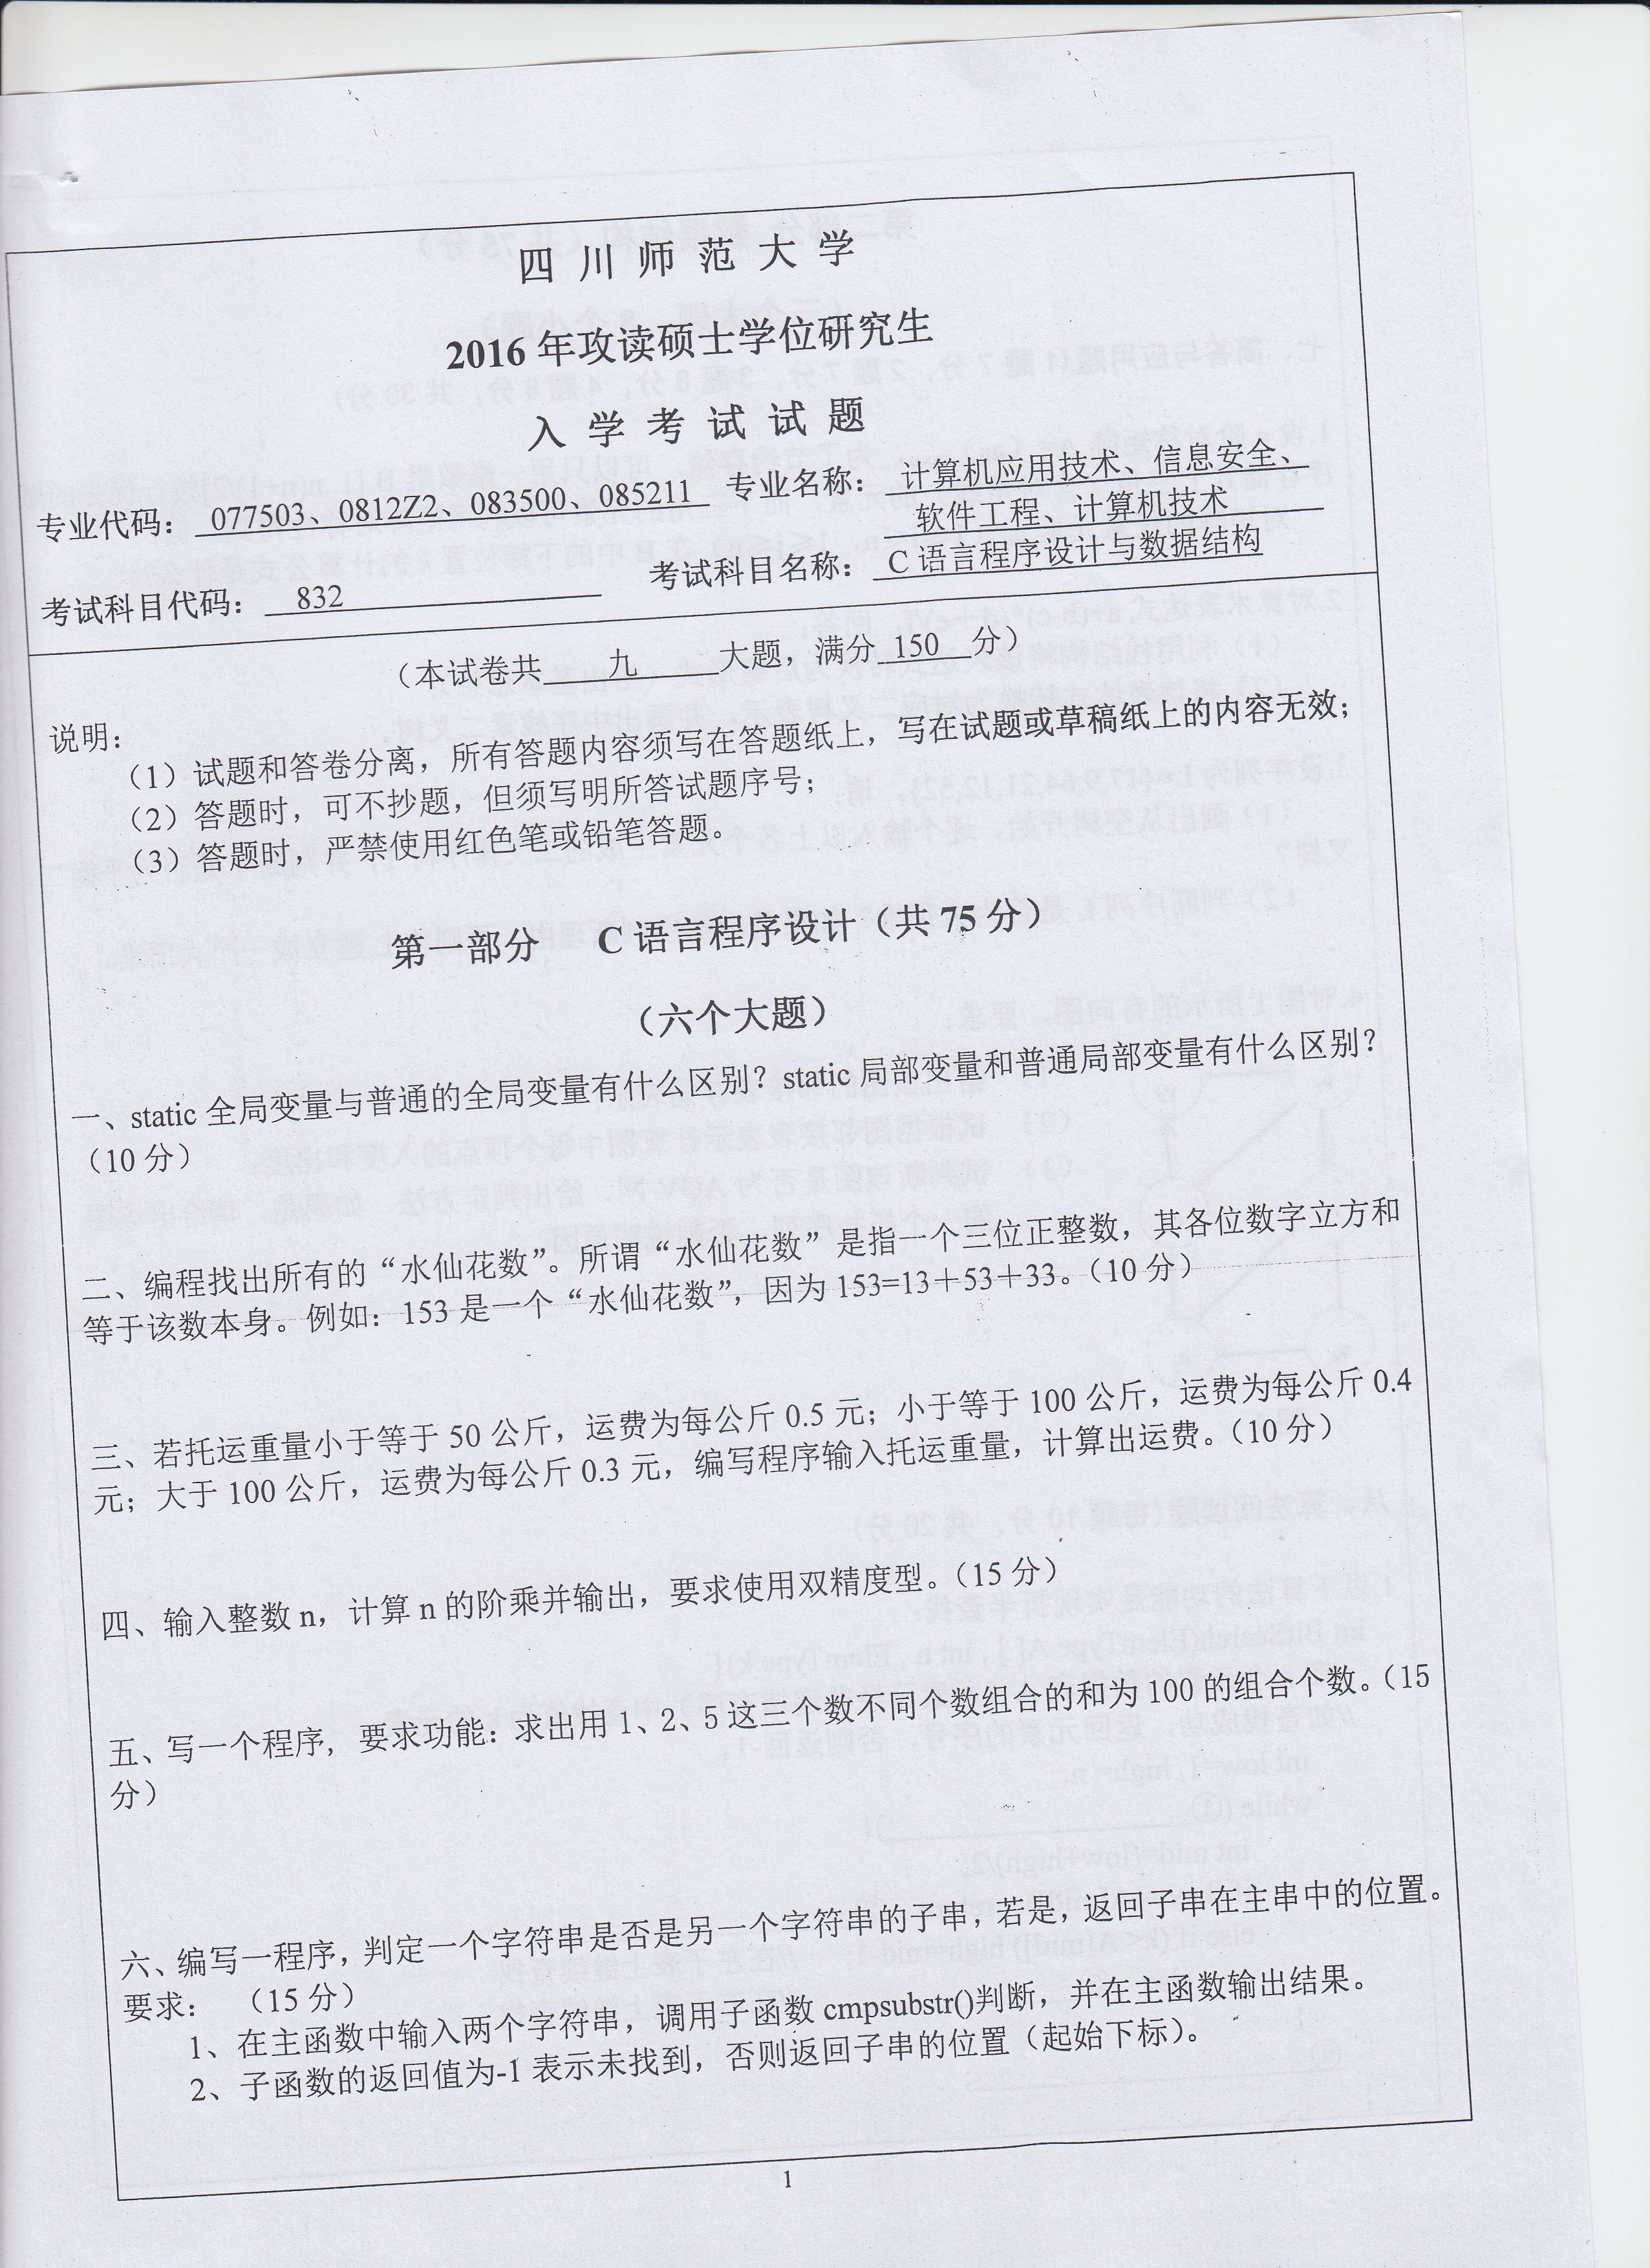 四川师范大学
2016 年攻读硕士学位研究生
入学考试试题
专业代码： 077503、0812Z2、083500、085211 专业名称： 计算机应用技术、信息安全、
软件工程、计算机技术
考试科目代码： 832 考试科目名称： C 语言程序设计与数据结构
（本试卷共 九 大题，满分 150 分）
说明：
（1）试题和答卷分离，所有答题内容须写在答题纸上，写在试题或草稿纸上的内容无效；
（2）答题时，可不抄题，但须写明所答试题序号；
（3）答题时，严禁使用红色笔或铅笔答题。
第一部分 C 语言程序设计（共 75 分）
（六个大题）
一、static 全局变量与普通的全局变量有什么区别？static 局部变量和普通局部变量有什么区别？
（10 分）
二、编程找出所有的“水仙花数”。所谓“水仙花数”是指一个三位正整数，其各位数字立方和
等于该数本身。例如：153 是一个“水仙花数”，因为 153=13＋53＋33。（10 分）
三、若托运重量小于等于 50 公斤，运费为每公斤 0.5 元；小于等于 100 公斤，运费为每公斤 0.4
元；大于 100 公斤，运费为每公斤 0.3 元，编写程序输入托运重量，计算出运费。（10 分）
四、输入整数 n，计算 n 的阶乘并输出，要求使用双精度型。（15 分）
五、写一个程序，要求功能：求出用 1、2、5 这三个数不同个数组合的和为 100 的组合个数。（15
分）
六、编写一程序，判定一个字符串是否是另一个字符串的子串，若是，返回子串在主串中的位置。
要求： （15 分）
1、在主函数中输入两个字符串，调用子函数 cmpsubstr()判断，并在主函数输出结果。
2、子函数的返回值为-1 表示未找到，否则返回子串的位置（起始下标）。
1